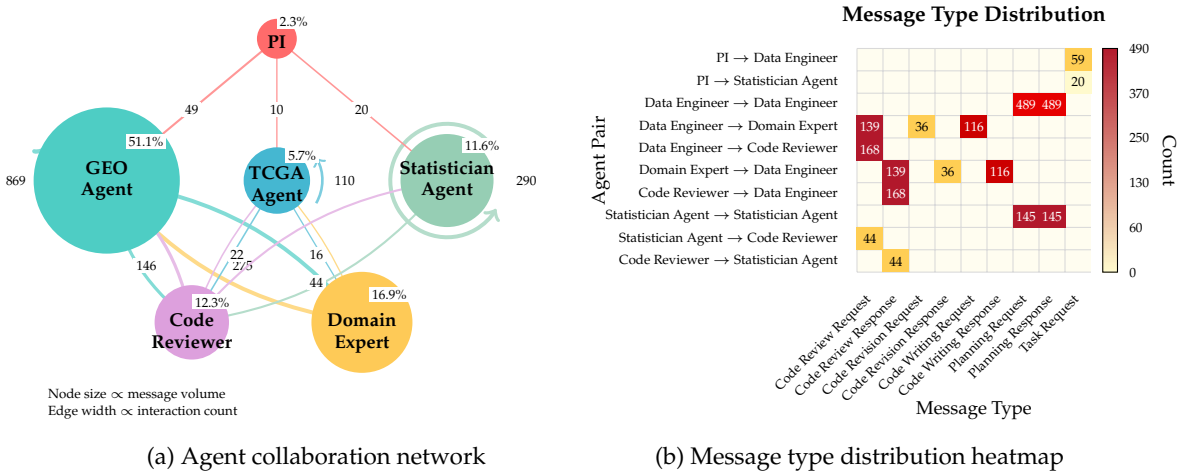 2.3%
PI
49
10
20
51.1%
GEO
Agent
869
5.7%
TCGA
Agent
110
11.6%
Statistician
Agent
290
146
22
275
16
44
12.3%
Code
Reviewer
16.9%
Domain
Expert
Node size ∝ message volume
Edge width ∝ interaction count
(a) Agent collaboration network
Message Type Distribution
Agent Pair
PI → Data Engineer
PI → Statistician Agent
Data Engineer → Data Engineer
Data Engineer → Domain Expert
Data Engineer → Code Reviewer
Domain Expert → Data Engineer
Code Reviewer → Data Engineer
Statistician Agent → Statistician Agent
Statistician Agent → Code Reviewer
Code Reviewer → Statistician Agent
59
20
489 489
139 36 116
168
139 36 116
168
145 145
44
44
Code Review Request
Code Review Response
Code Revision Request
Code Revision Response
Code Writing Request
Code Writing Response
Planning Request
Planning Response
Task Request
Message Type
490
370
250
130
60
0
Count
(b) Message type distribution heatmap